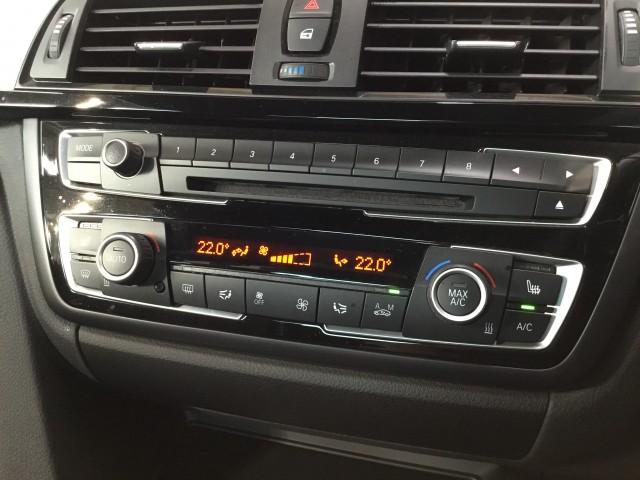 MODE 1 2 3 4 5 6 7 8
22.0° 22.0°
AUTO
MAX A/C
OFF A M
A/C